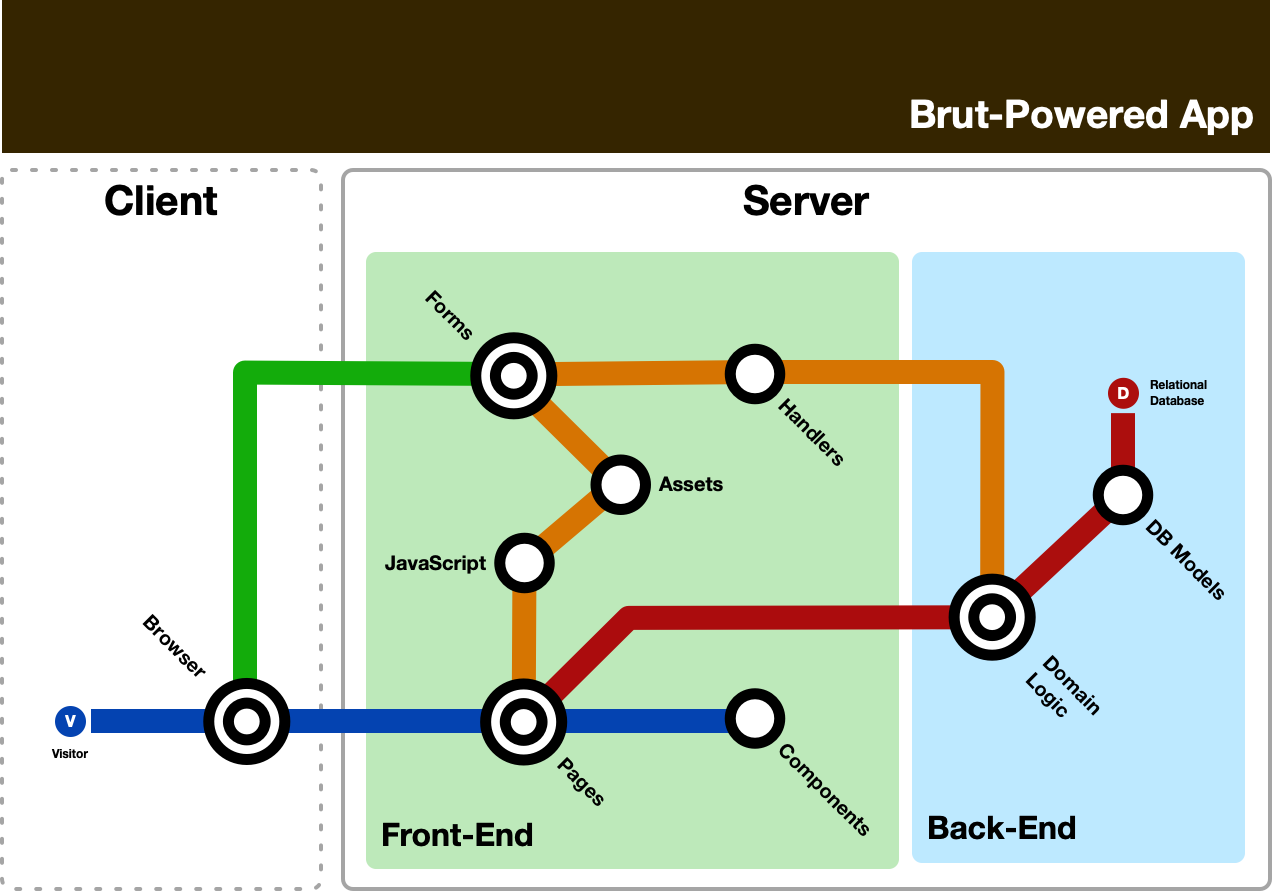 Brut-Powered App
Client
Server
Forms
Handlers
Relational
Database
D
Assets
DB Models
JavaScript
Browser
Domain
Logic
V
Visitor
Pages
Components
Front-End
Back-End